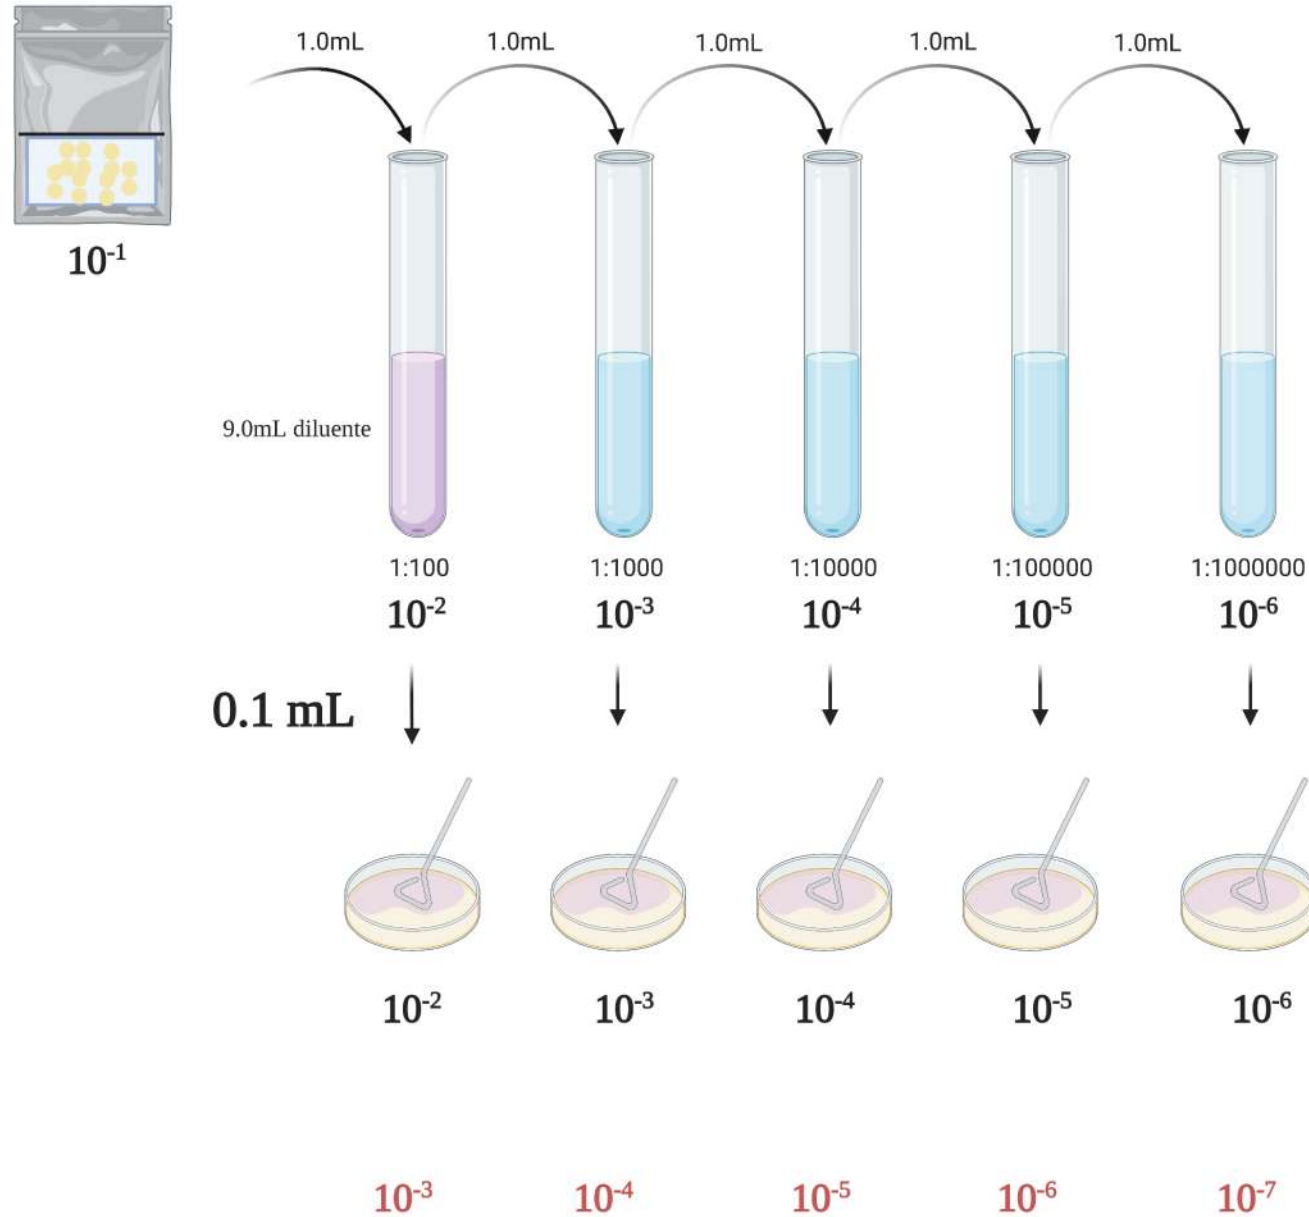 1.0mL 1.0mL 1.0mL 1.0mL 1.0mL
10⁻¹
9.0mL diluente
1:100 1:1000 1:10000 1:100000 1:1000000
10⁻² 10⁻³ 10⁻⁴ 10⁻⁵ 10⁻⁶
0.1 mL
10⁻² 10⁻³ 10⁻⁴ 10⁻⁵ 10⁻⁶
10⁻³ 10⁻⁴ 10⁻⁵ 10⁻⁶ 10⁻⁷